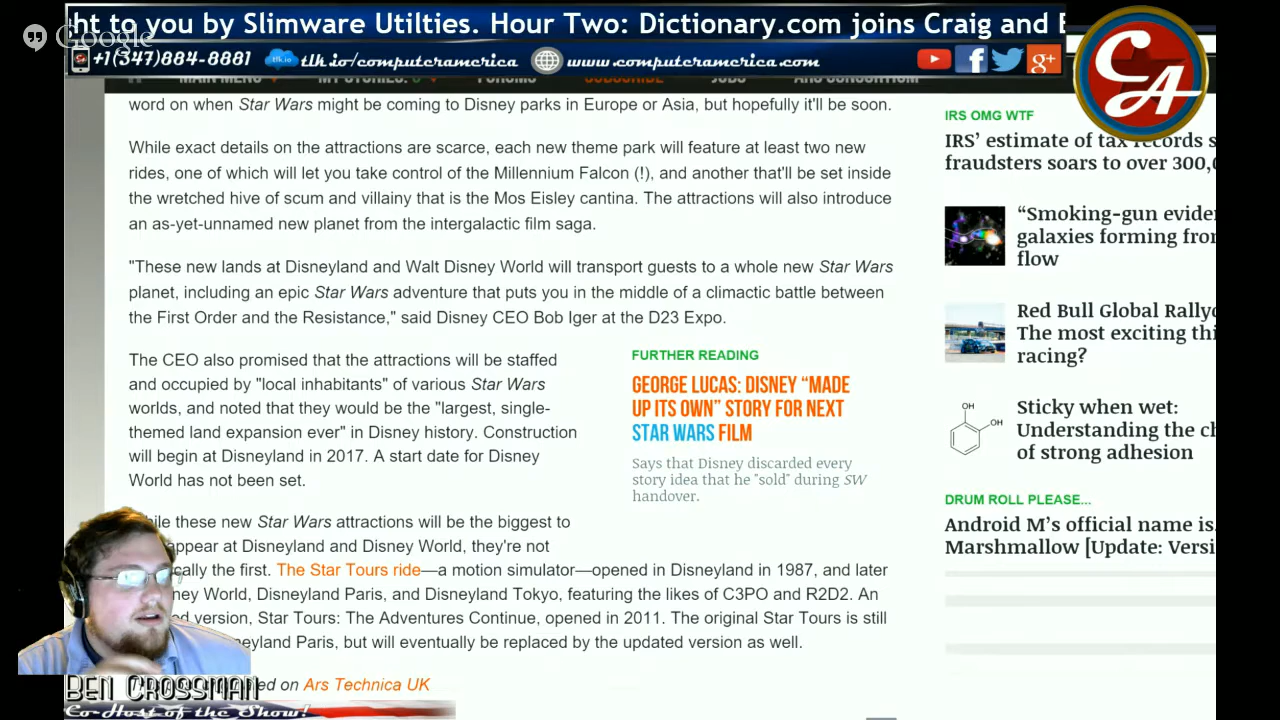 ht to you by Slimware Utilties. Hour Two: Dictionary.com joins Craig and
Google
+1(347)884-8881 tlk.io/computeramerica www.computeramerica.com
CA
MAIN MENU MY STORIES: 0 FORUMS SUBSCRIBE JOBS ARS CONSORTIUM
word on when Star Wars might be coming to Disney parks in Europe or Asia, but hopefully it'll be soon.
While exact details on the attractions are scarce, each new theme park will feature at least two new
rides, one of which will let you take control of the Millennium Falcon (!), and another that'll be set inside
the wretched hive of scum and villainy that is the Mos Eisley cantina. The attractions will also introduce
an as-yet-unnamed new planet from the intergalactic film saga.
"These new lands at Disneyland and Walt Disney World will transport guests to a whole new Star Wars
planet, including an epic Star Wars adventure that puts you in the middle of a climactic battle between
the First Order and the Resistance," said Disney CEO Bob Iger at the D23 Expo.
The CEO also promised that the attractions will be staffed
and occupied by "local inhabitants" of various Star Wars
worlds, and noted that they would be the "largest, single-
themed land expansion ever" in Disney history. Construction
will begin at Disneyland in 2017. A start date for Disney
World has not been set.
FURTHER READING
GEORGE LUCAS: DISNEY “MADE
UP ITS OWN” STORY FOR NEXT
STAR WARS FILM
Says that Disney discarded every
story idea that he "sold" during SW
handover.
ile these new Star Wars attractions will be the biggest to
appear at Disneyland and Disney World, they're not
cally the first. The Star Tours ride—a motion simulator—opened in Disneyland in 1987, and later
ney World, Disneyland Paris, and Disneyland Tokyo, featuring the likes of C3PO and R2D2. An
d version, Star Tours: The Adventures Continue, opened in 2011. The original Star Tours is still
eyland Paris, but will eventually be replaced by the updated version as well.
ed on Ars Technica UK
IRS OMG WTF
IRS’ estimate of tax records s
fraudsters soars to over 300,0
“Smoking-gun eviden
galaxies forming from
flow
Red Bull Global Rallyc
The most exciting thi
racing?
OH
OH
Sticky when wet:
Understanding the ch
of strong adhesion
DRUM ROLL PLEASE...
Android M’s official name is.
Marshmallow [Update: Versi
BEN CROSSMAN
Co-Host of the Show!